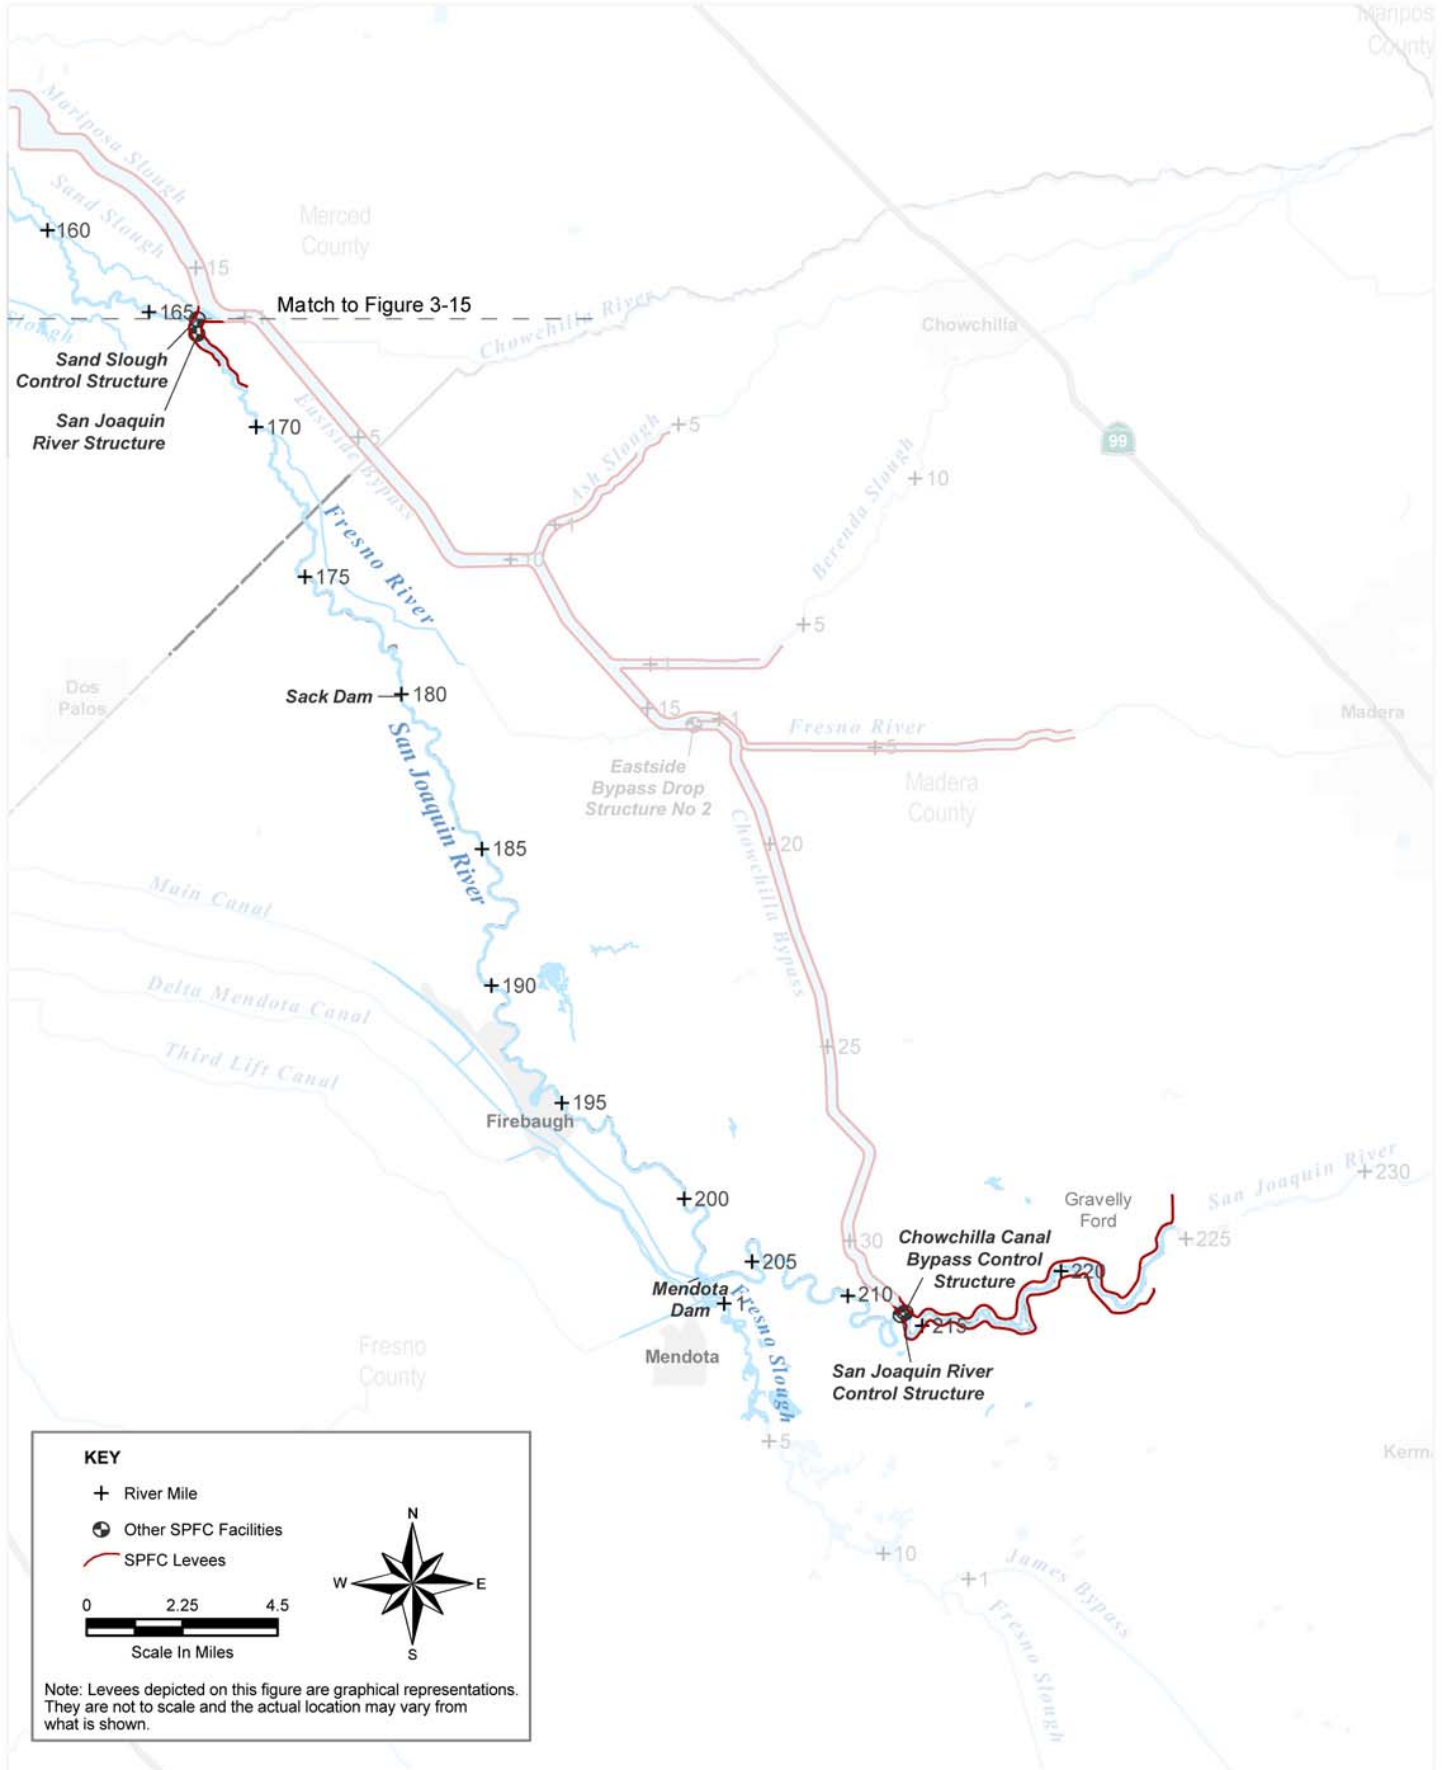 Maripos
County
Mariposa Slough
Sand Slough
160
Merced
County
15
Match to Figure 3-15
165
1
Slough
Chowchilla River
Chowchilla
Sand Slough
Control Structure
San Joaquin
River Structure
170
5
Eastside Bypass
Ash Slough
5
99
10
Berenda Slough
1
Fresno River
10
175
5
1
Dos
Palos
Sack Dam
180
15
1
Fresno River
5
Madera
San Joaquin River
Eastside
Bypass Drop
Structure No 2
Madera
County
Chowchilla Bypass
20
185
Main Canal
190
Delta Mendota Canal
25
Third Lift Canal
195
Firebaugh
San Joaquin River
230
200
Gravelly
Ford
225
30
Chowchilla Canal
Bypass Control
Structure
205
220
Mendota
Dam
1
210
215
Fresno Slough
Fresno
County
Mendota
San Joaquin River
Control Structure
5
Kerm
10
1
James Bypass
Fresno Slough
KEY
River Mile
Other SPFC Facilities
SPFC Levees
0 2.25 4.5
Scale In Miles
N
W
E
S
Note: Levees depicted on this figure are graphical representations.
They are not to scale and the actual location may vary from
what is shown.